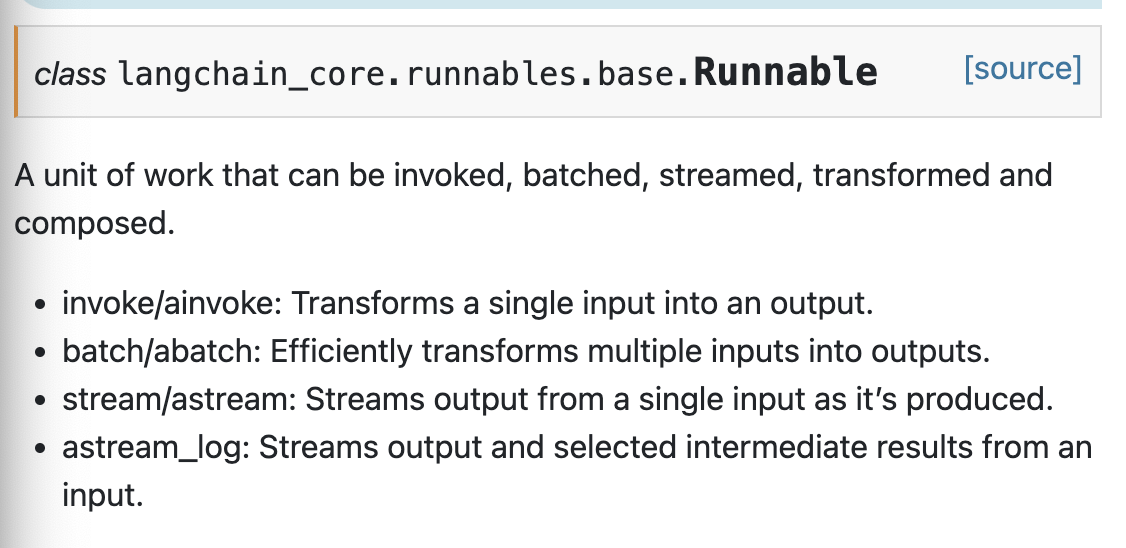 class langchain_core.runnables.base.Runnable [source]
A unit of work that can be invoked, batched, streamed, transformed and
composed.
• invoke/ainvoke: Transforms a single input into an output.
• batch/abatch: Efficiently transforms multiple inputs into outputs.
• stream/astream: Streams output from a single input as it’s produced.
• astream_log: Streams output and selected intermediate results from an
input.